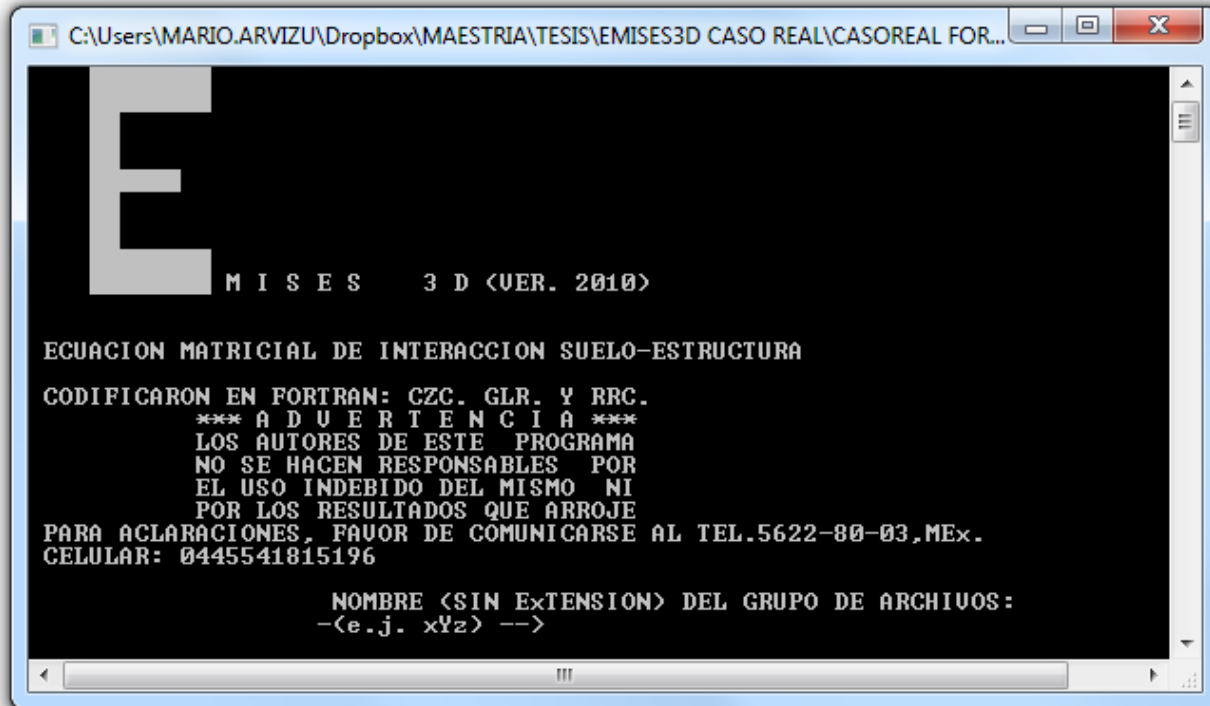 C:\Users\MARIO.ARVIZU\Dropbox\MAESTRIA\TESIS\EMISES3D CASO REAL\CASOREAL FOR...
E M I S E S 3 D (VER. 2010)
ECUACION MATRICIAL DE INTERACCION SUELO-ESTRUCTURA
CODIFICARON EN FORTRAN: CZC. GLR. Y RRC.
*** A D V E R T E N C I A ***
LOS AUTORES DE ESTE PROGRAMA
NO SE HACEN RESPONSABLES POR
EL USO INDEBIDO DEL MISMO NI
POR LOS RESULTADOS QUE ARROJE
PARA ACLARACIONES, FAVOR DE COMUNICARSE AL TEL.5622-80-03,MEx.
CELULAR: 0445541815196
NOMBRE (SIN ExTENSION) DEL GRUPO DE ARCHIVOS:
-(e.j. xYz) -->